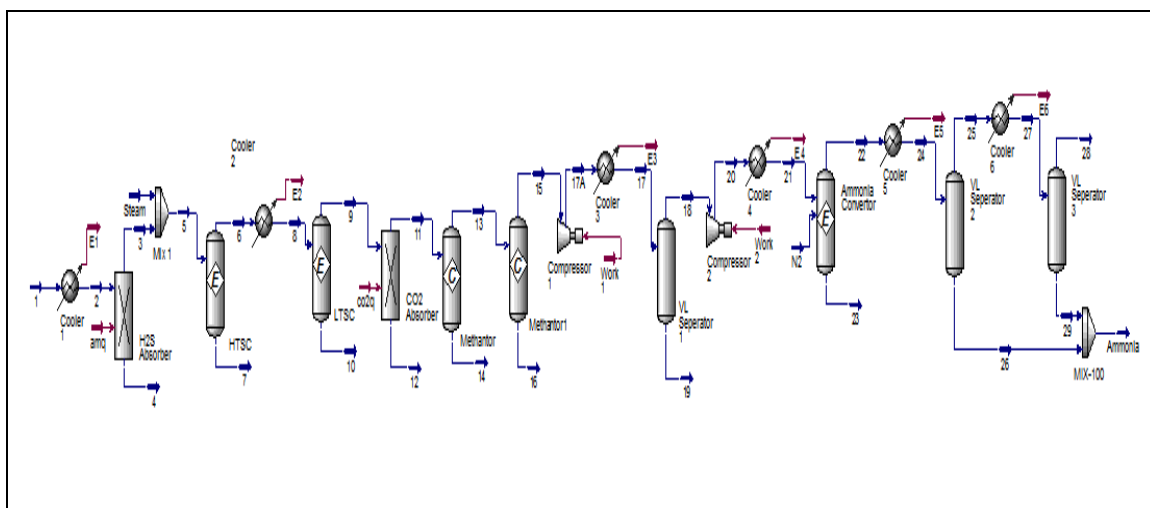 1
Cooler
1
E1
2
amq
H2S
Absorber
3
4
Steam
Mix 1
5
E
HTSC
6
7
Cooler
2
E2
8
E
LTSC
9
10
co2q
CO2
Absorber
11
12
C
Methantor
13
14
C
Methantor1
15
16
Compressor
1
Work
1
17A
Cooler
3
E3
17
VL
Seperator
1
18
19
Compressor
2
Work
2
20
Cooler
4
E4
21
N2
Ammonia
Convertor
E
22
23
Cooler
5
E5
24
VL
Seperator
2
25
26
Cooler
6
E6
27
VL
Seperator
3
28
29
MIX-100
Ammonia